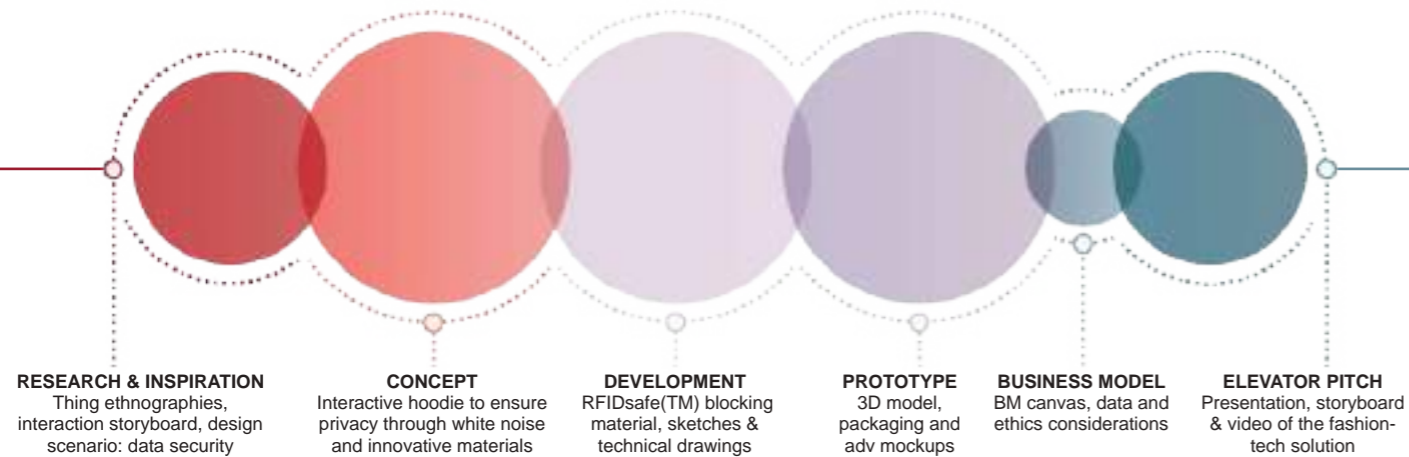 RESEARCH & INSPIRATION
Thing ethnographies,
interaction storyboard, design
scenario: data security
CONCEPT
Interactive hoodie to ensure
privacy through white noise
and innovative materials
DEVELOPMENT
RFIDsafe(TM) blocking
material, sketches &
technical drawings
PROTOTYPE
3D model,
packaging and
adv mockups
BUSINESS MODEL
BM canvas, data and
ethics considerations
ELEVATOR PITCH
Presentation, storyboard
& video of the fashion-
tech solution